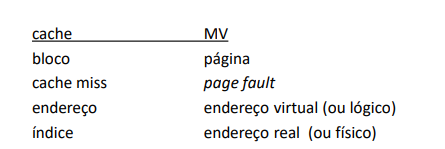 cache MV
bloco página
cache miss page fault
endereço endereço virtual (ou lógico)
índice endereço real (ou físico)